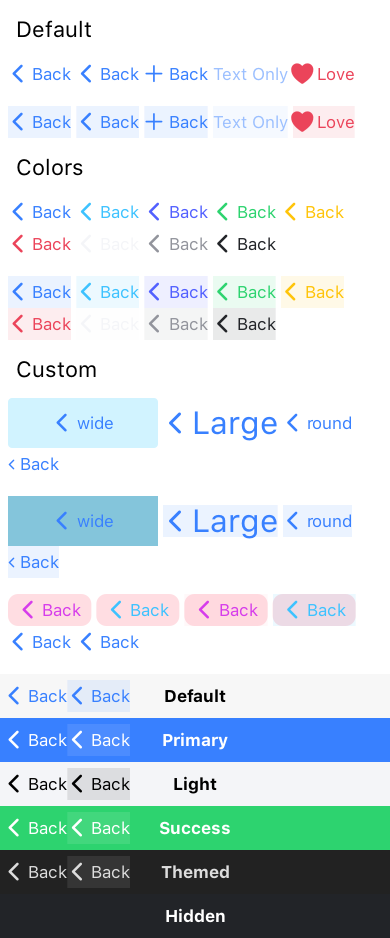 Default
Back Back Back Text Only Love
Back Back Back Text Only Love
Colors
Back Back Back Back Back
Back Back Back Back
Back Back Back Back Back
Back Back Back Back
Custom
wide Large round
Back
wide Large round
Back
Back Back Back Back
Back Back
Back Back Default
Back Back Primary
Back Back Light
Back Back Success
Back Back Themed
Hidden